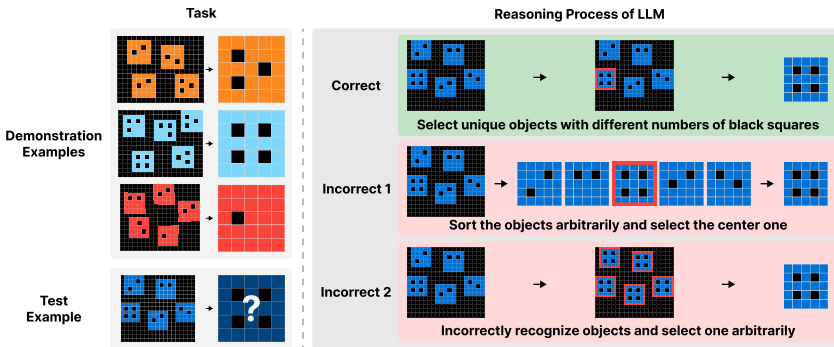 Task
Reasoning Process of LLM
Demonstration
Examples
Test
Example
?
Correct
Select unique objects with different numbers of black squares
Incorrect 1
Sort the objects arbitrarily and select the center one
Incorrect 2
Incorrectly recognize objects and select one arbitrarily